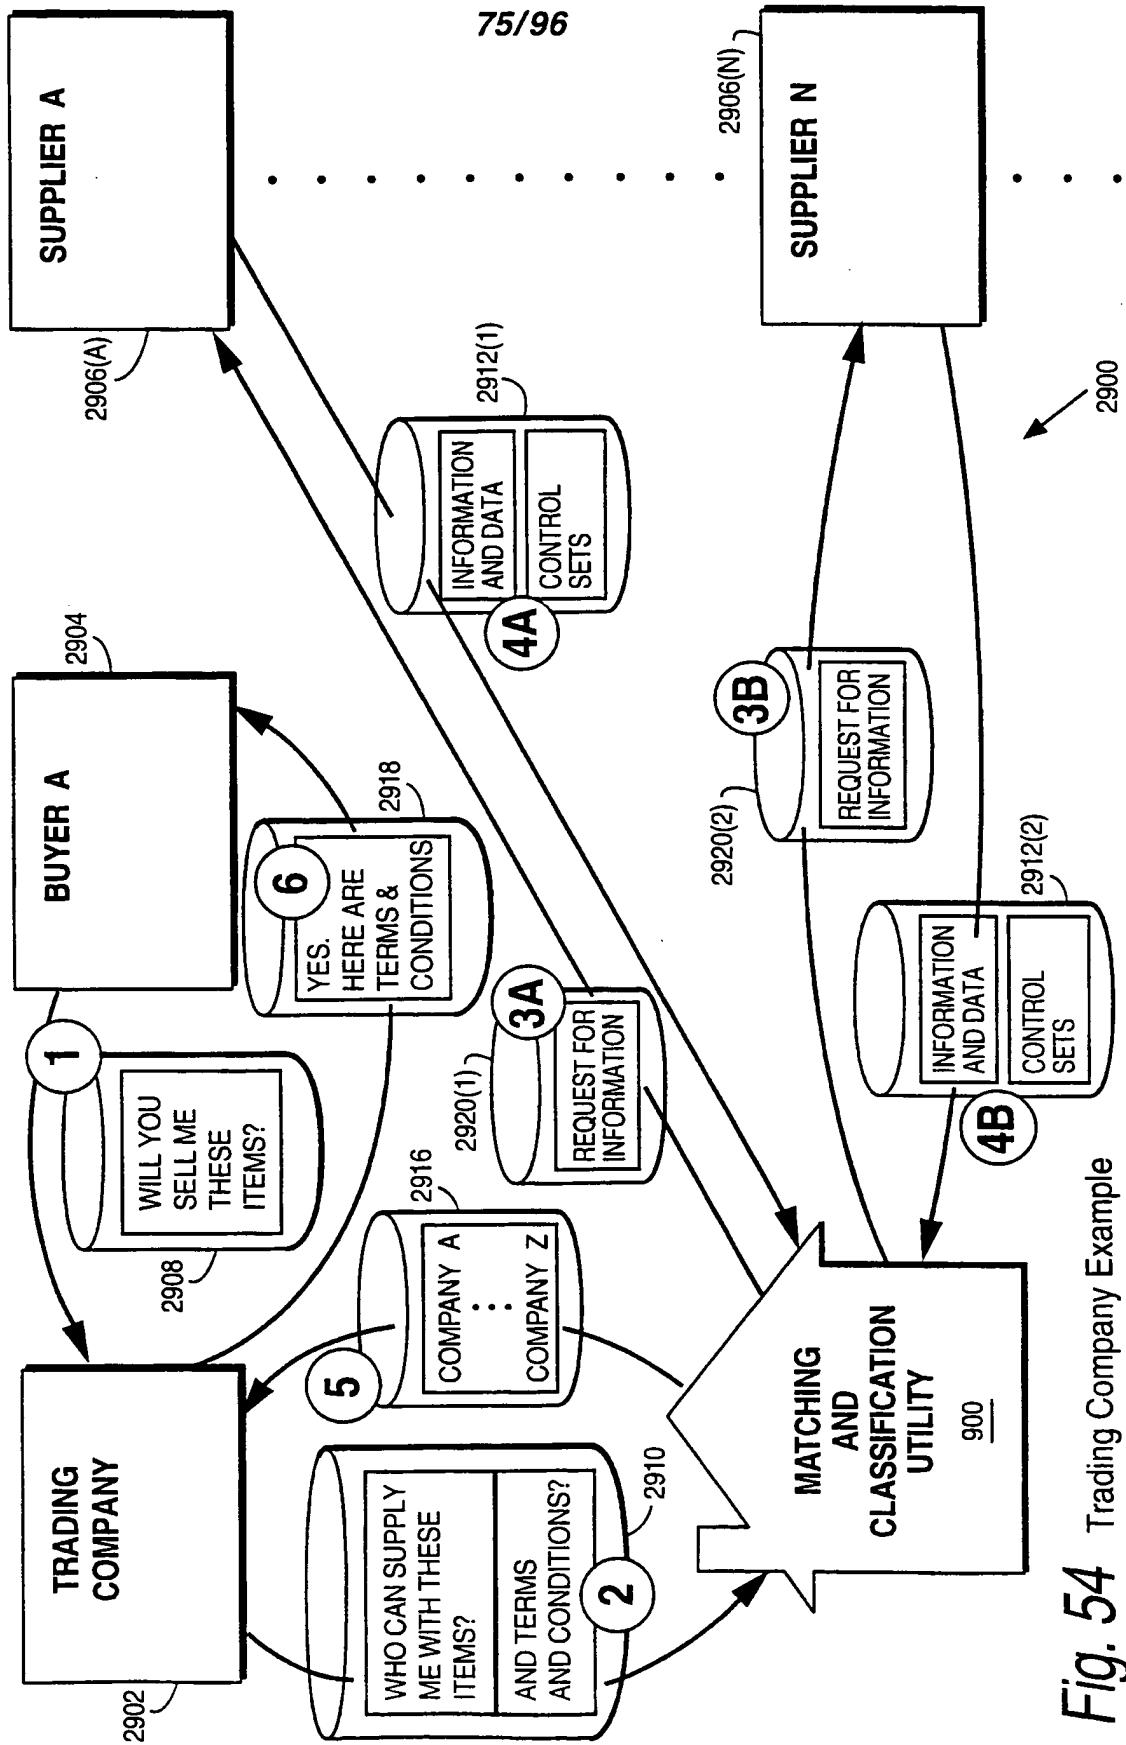 75/96
TRADING
COMPANY
2902
BUYER A
2904
SUPPLIER A
2906(A)
1
WILL YOU
SELL ME
THESE
ITEMS?
2908
6
YES.
HERE ARE
TERMS &
CONDITIONS
2918
WHO CAN SUPPLY
ME WITH THESE
ITEMS?
AND TERMS
AND CONDITIONS?
2
2910
5
COMPANY A
COMPANY Z
2916
3A
REQUEST FOR
INFORMATION
2920(1)
4A
INFORMATION
AND DATA
CONTROL
SETS
2912(1)
MATCHING
AND
CLASSIFICATION
UTILITY
900
3B
REQUEST FOR
INFORMATION
2920(2)
4B
INFORMATION
AND DATA
CONTROL
SETS
2912(2)
SUPPLIER N
2906(N)
2900
Fig. 54 Trading Company Example